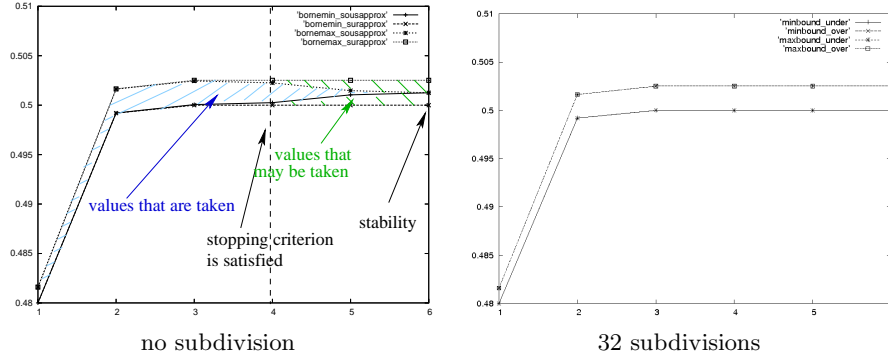 0.51
'bornemin_sousapprox'
'bornemin_surapprox'
'bornemax_sousapprox'
'bornemax_surapprox'
0.505
0.5
0.495
0.49
0.485
0.48
values that
may be taken
values that are taken
stability
stopping criterion
is satisfied
1 2 3 4 5 6
no subdivision
0.51
'minbound_under'
'minbound_over'
'maxbound_under'
'maxbound_over'
0.505
0.5
0.495
0.49
0.485
0.48
1 2 3 4 5
32 subdivisions